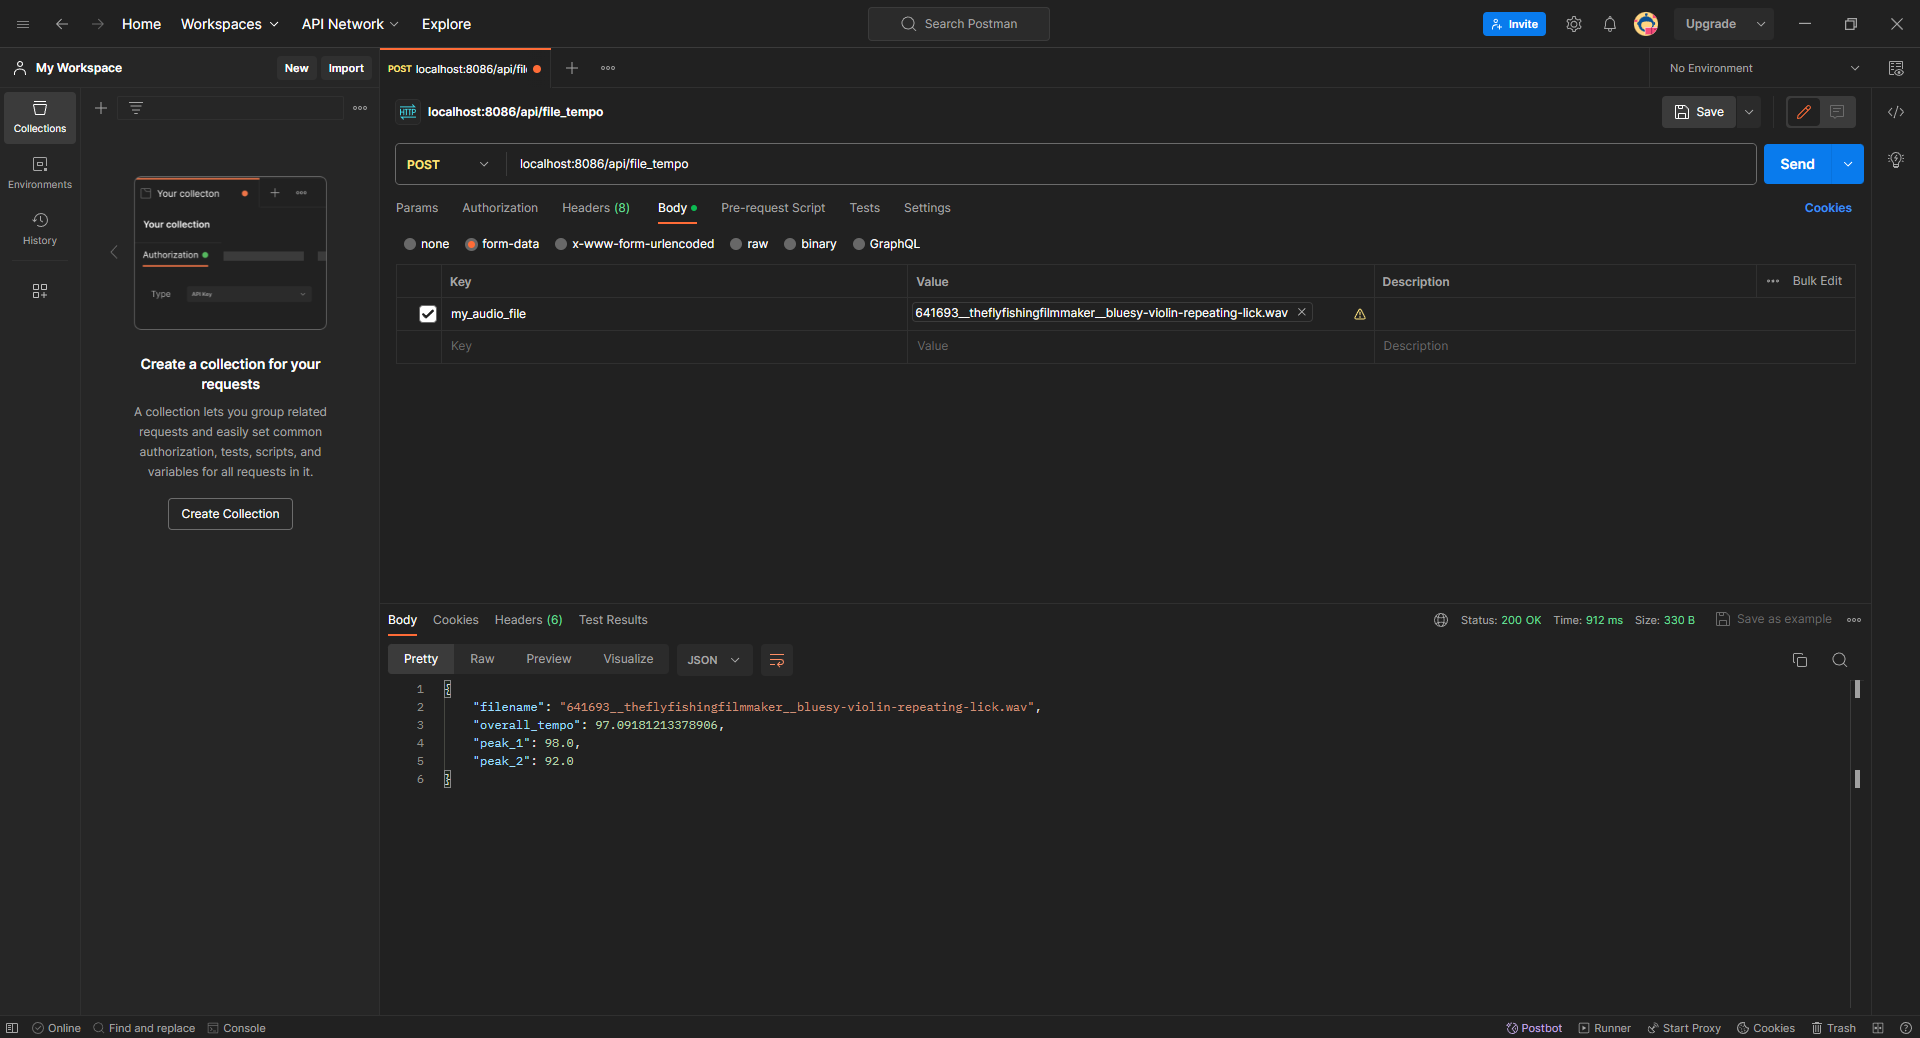 Home Workspaces API Network Explore Search Postman Invite Upgrade
My Workspace New Import
POST localhost:8086/api/fil
No Environment
Collections
Environments
History
Your collecton
Your collection
Authorization
Type API Key
Create a collection for your
requests
A collection lets you group related
requests and easily set common
authorization, tests, scripts, and
variables for all requests in it.
Create Collection
HTTP localhost:8086/api/file_tempo Save
POST localhost:8086/api/file_tempo Send
Params Authorization Headers (8) Body Pre-request Script Tests Settings Cookies
none form-data x-www-form-urlencoded raw binary GraphQL
Key Value Description Bulk Edit
my_audio_file 641693__theflyfishingfilmmaker__bluesy-violin-repeating-lick.wav
Key Value Description
Body Cookies Headers (6) Test Results Status: 200 OK Time: 912 ms Size: 330 B Save as example
Pretty Raw Preview Visualize JSON
1 {
2 "filename": "641693__theflyfishingfilmmaker__bluesy-violin-repeating-lick.wav",
3 "overall_tempo": 97.09181213378906,
4 "peak_1": 98.0,
5 "peak_2": 92.0
6 }
Online Find and replace Console Postbot Runner Start Proxy Cookies Trash